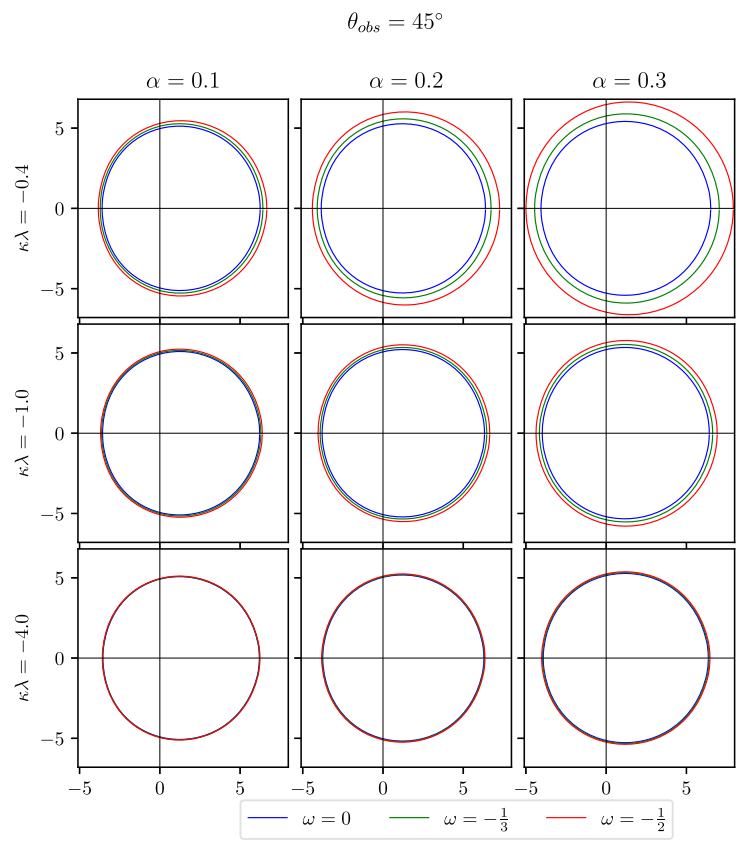 θ_obs = 45°
α = 0.1 α = 0.2 α = 0.3
κλ = −0.4
5
0
−5
κλ = −1.0
5
0
−5
κλ = −4.0
5
0
−5
−5 0 5 −5 0 5 −5 0 5
ω = 0 ω = −1/3 ω = −1/2